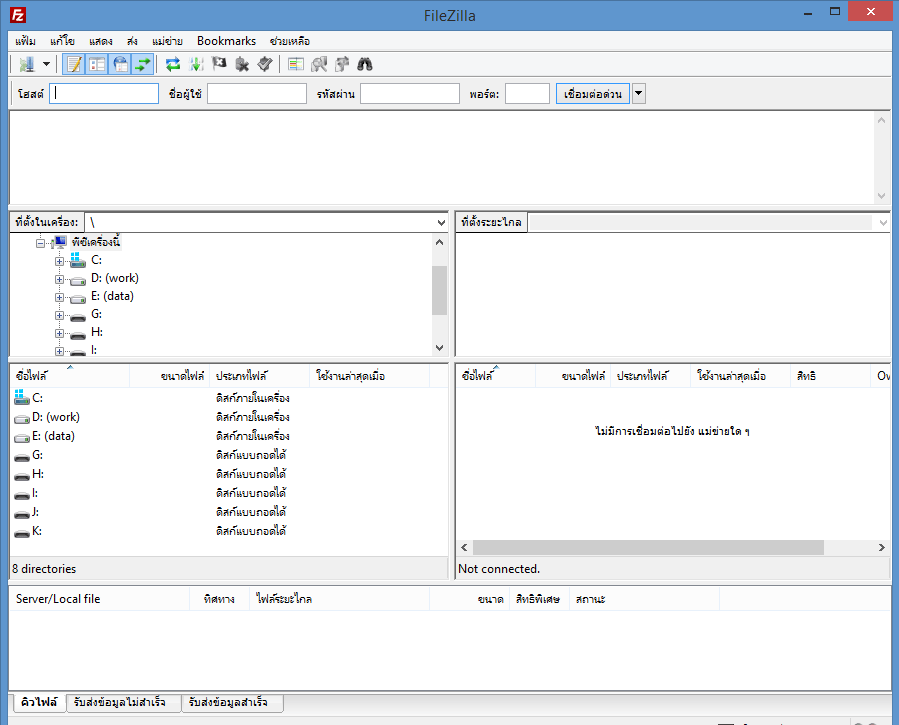 FileZilla
แฟ้ม แก้ไข แสดง ส่ง แม่ข่าย Bookmarks ช่วยเหลือ
โฮสต์ ชื่อผู้ใช้ รหัสผ่าน พอร์ต: เชื่อมต่อด่วน
ที่ตั้งในเครื่อง: \
พีซีเครื่องนี้
C:
D: (work)
E: (data)
G:
H:
I:
ที่ตั้งระยะไกล
ชื่อไฟล์ ขนาดไฟล์ ประเภทไฟล์ ใช้งานล่าสุดเมื่อ
C: ดิสก์ภายในเครื่อง
D: (work) ดิสก์ภายในเครื่อง
E: (data) ดิสก์ภายในเครื่อง
G: ดิสก์แบบถอดได้
H: ดิสก์แบบถอดได้
I: ดิสก์แบบถอดได้
J: ดิสก์แบบถอดได้
K: ดิสก์แบบถอดได้
8 directories
ชื่อไฟล์ ขนาดไฟล์ ประเภทไฟล์ ใช้งานล่าสุดเมื่อ สิทธิ Ov
ไม่มีการเชื่อมต่อไปยัง แม่ข่ายใด ๆ
Not connected.
Server/Local file ทิศทาง ไฟล์ระยะไกล ขนาด สิทธิพิเศษ สถานะ
คิวไฟล์ รับส่งข้อมูลไม่สำเร็จ รับส่งข้อมูลสำเร็จ